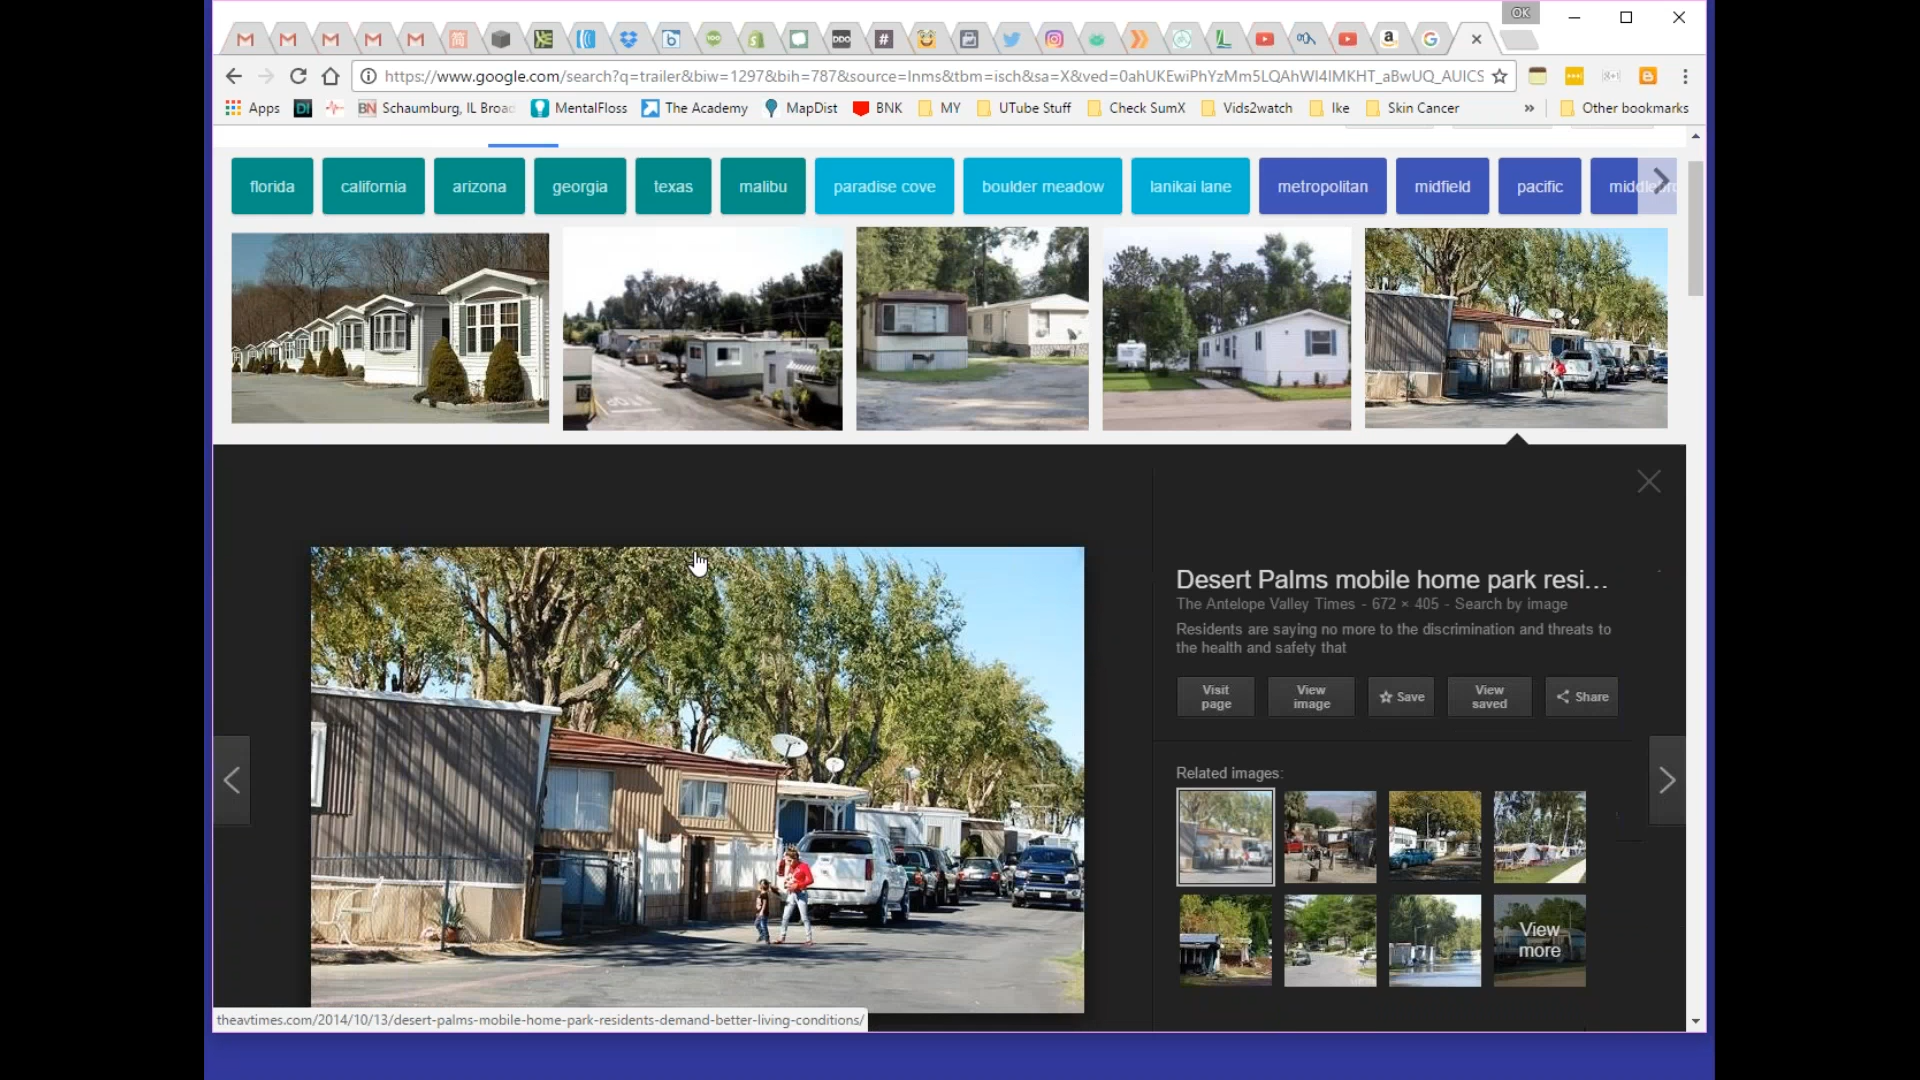 OK
https://www.google.com/search?q=trailer&biw=1297&bih=787&source=lnms&tbm=isch&sa=X&ved=0ahUKEwiPhYzMm5LQAhWI4IMKHT_aBwUQ_AUICS
Apps
DI
BN Schaumburg, IL Broad
MentalFloss
The Academy
MapDist
BNK
MY
UTube Stuff
Check SumX
Vids2watch
Ike
Skin Cancer
»
Other bookmarks
florida
california
arizona
georgia
texas
malibu
paradise cove
boulder meadow
lanikai lane
metropolitan
midfield
pacific
Desert Palms mobile home park resi...
The Antelope Valley Times - 672 × 405 - Search by image
Residents are saying no more to the discrimination and threats to
the health and safety that
Visit
page
View
image
Save
View
saved
Share
Related images:
View
more
theavtimes.com/2014/10/13/desert-palms-mobile-home-park-residents-demand-better-living-conditions/